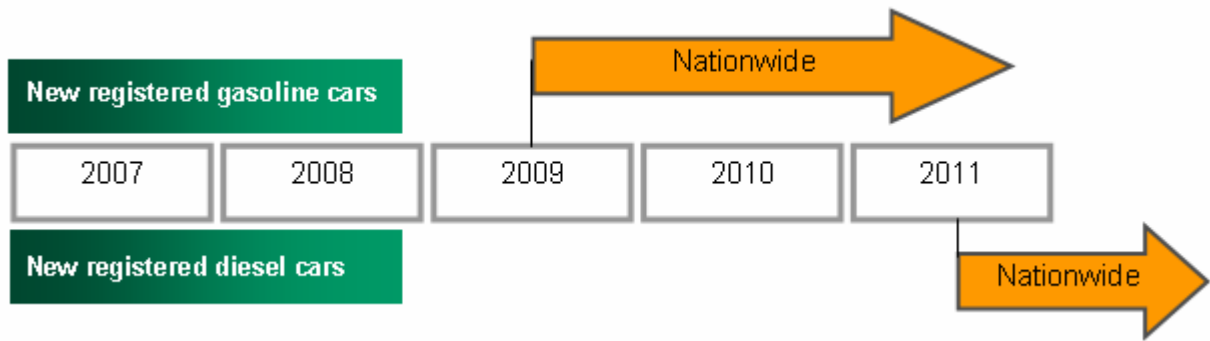 Nationwide
New registered gasoline cars
2007 2008 2009 2010 2011
New registered diesel cars
Nationwide